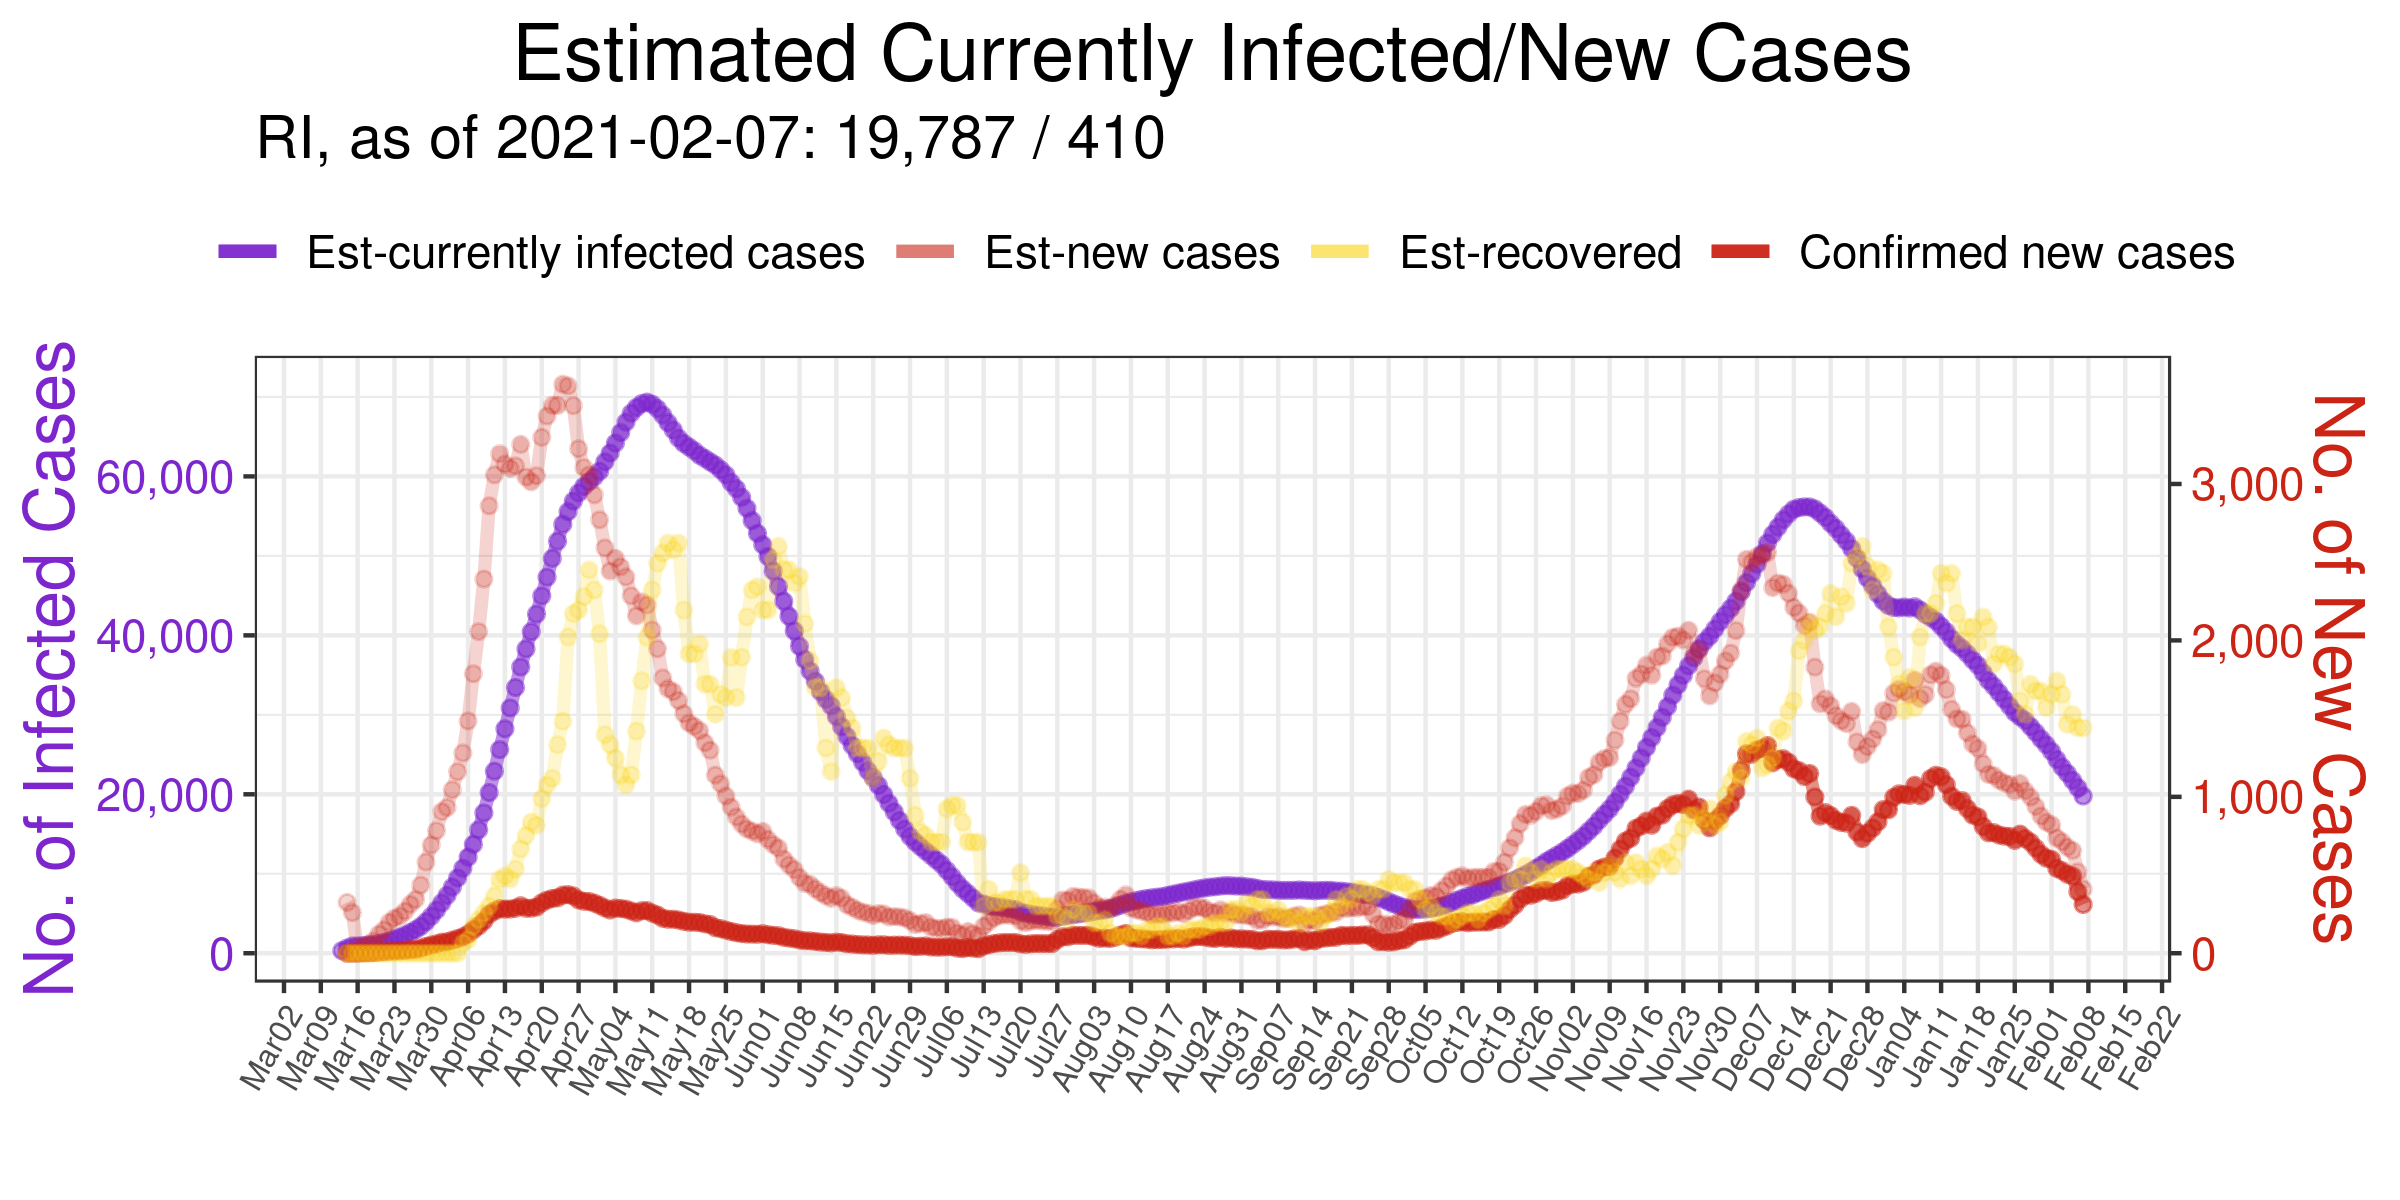 Estimated Currently Infected/New Cases
RI, as of 2021-02-07: 19,787 / 410
Est-currently infected cases Est-new cases Est-recovered Confirmed new cases
No. of Infected Cases
60,000
40,000
20,000
0
3,000
2,000
1,000
0
No. of New Cases
Mar02 Mar09 Mar16 Mar23 Mar30 Apr06 Apr13 Apr20 Apr27 May04 May11 May18 May25 Jun01 Jun08 Jun15 Jun22 Jun29 Jul06 Jul13 Jul20 Jul27 Aug03 Aug10 Aug17 Aug24 Aug31 Sep07 Sep14 Sep21 Sep28 Oct05 Oct12 Oct19 Oct26 Nov02 Nov09 Nov16 Nov23 Nov30 Dec07 Dec14 Dec21 Dec28 Jan04 Jan11 Jan18 Jan25 Feb01 Feb08 Feb15 Feb22